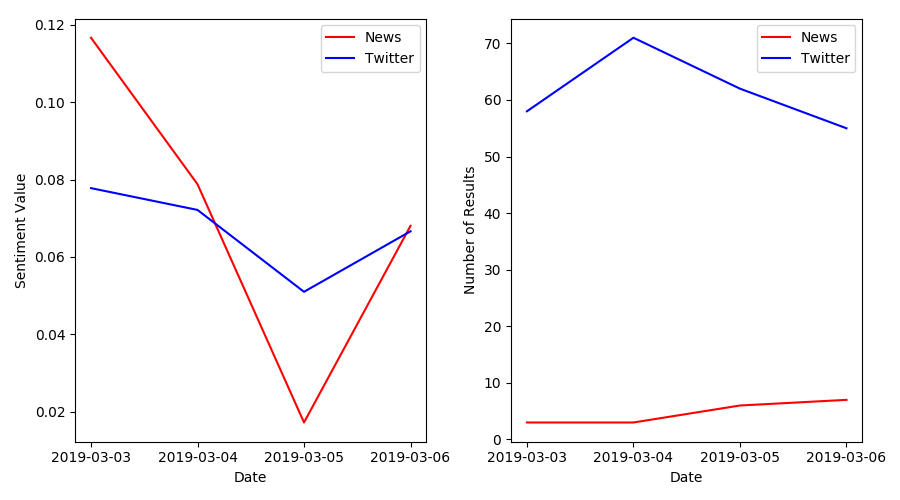 0.12
0.10
0.08
0.06
0.04
0.02
Sentiment Value
2019-03-03 2019-03-04 2019-03-05 2019-03-06
Date
News
Twitter
70
60
50
40
30
20
10
0
Number of Results
2019-03-03 2019-03-04 2019-03-05 2019-03-06
Date
News
Twitter